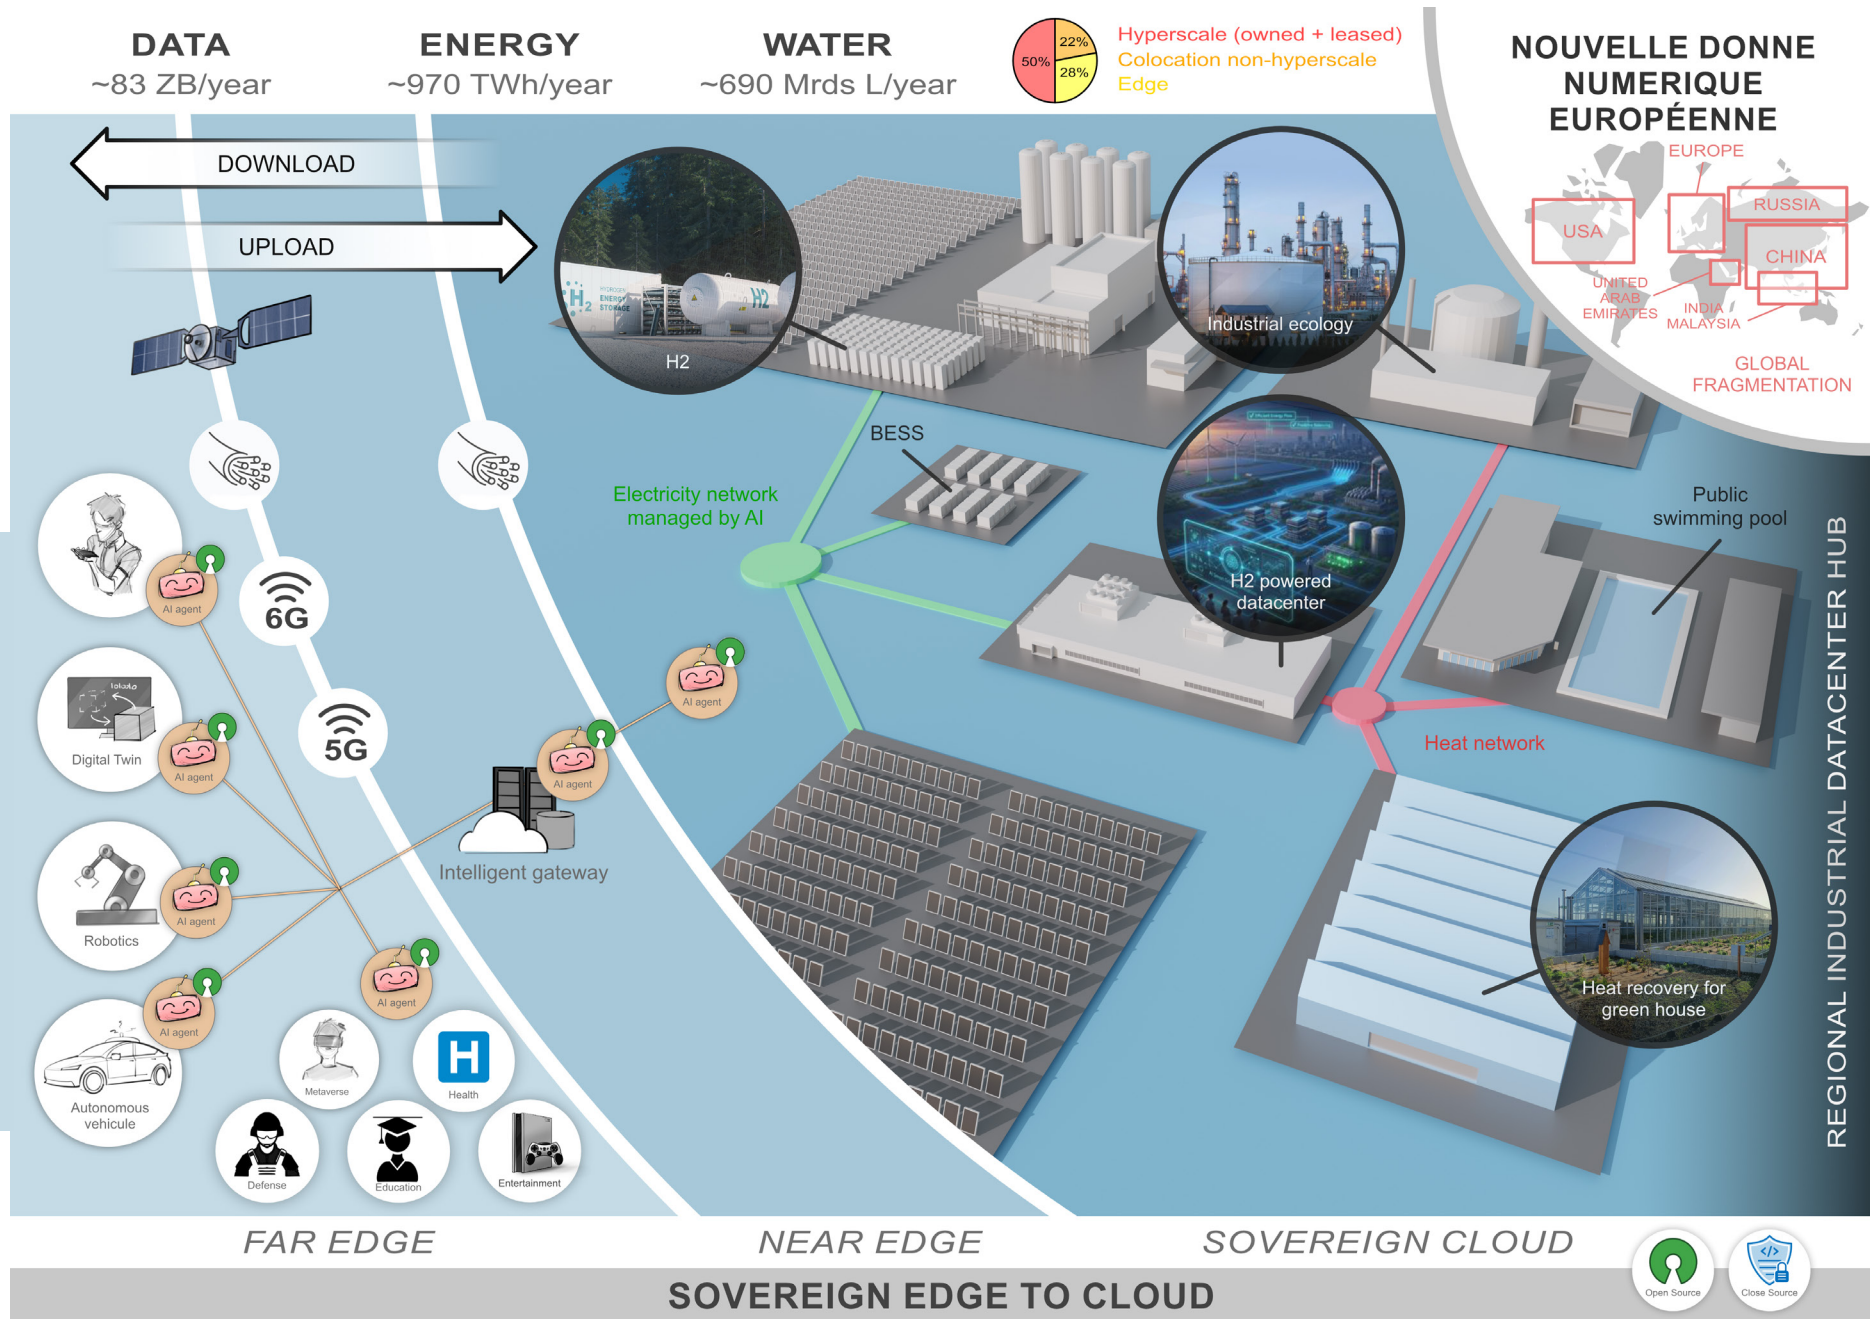 DATA
~83 ZB/year
ENERGY
~970 TWh/year
WATER
~690 Mrds L/year
22%
50%
28%
Hyperscale (owned + leased)
Colocation non-hyperscale
Edge
NOUVELLE DONNE
NUMERIQUE
EUROPÉENNE
EUROPE
RUSSIA
USA
CHINA
UNITED
ARAB
EMIRATES
INDIA
MALAYSIA
GLOBAL
FRAGMENTATION
DOWNLOAD
UPLOAD
H2
HYDROGEN
ENERGY
STORAGE
H2
H2
Industrial ecology
BESS
Electricity network
managed by AI
H2 powered
datacenter
Public
swimming pool
Heat network
Heat recovery for
green house
REGIONAL INDUSTRIAL DATACENTER HUB
6G
5G
AI agent
Digital Twin
AI agent
Robotics
AI agent
Autonomous
vehicule
AI agent
AI agent
Intelligent gateway
AI agent
AI agent
Metaverse
H
Health
Defense
Education
Entertainment
FAR EDGE
NEAR EDGE
SOVEREIGN CLOUD
Open Source
</>
Close Source
SOVEREIGN EDGE TO CLOUD